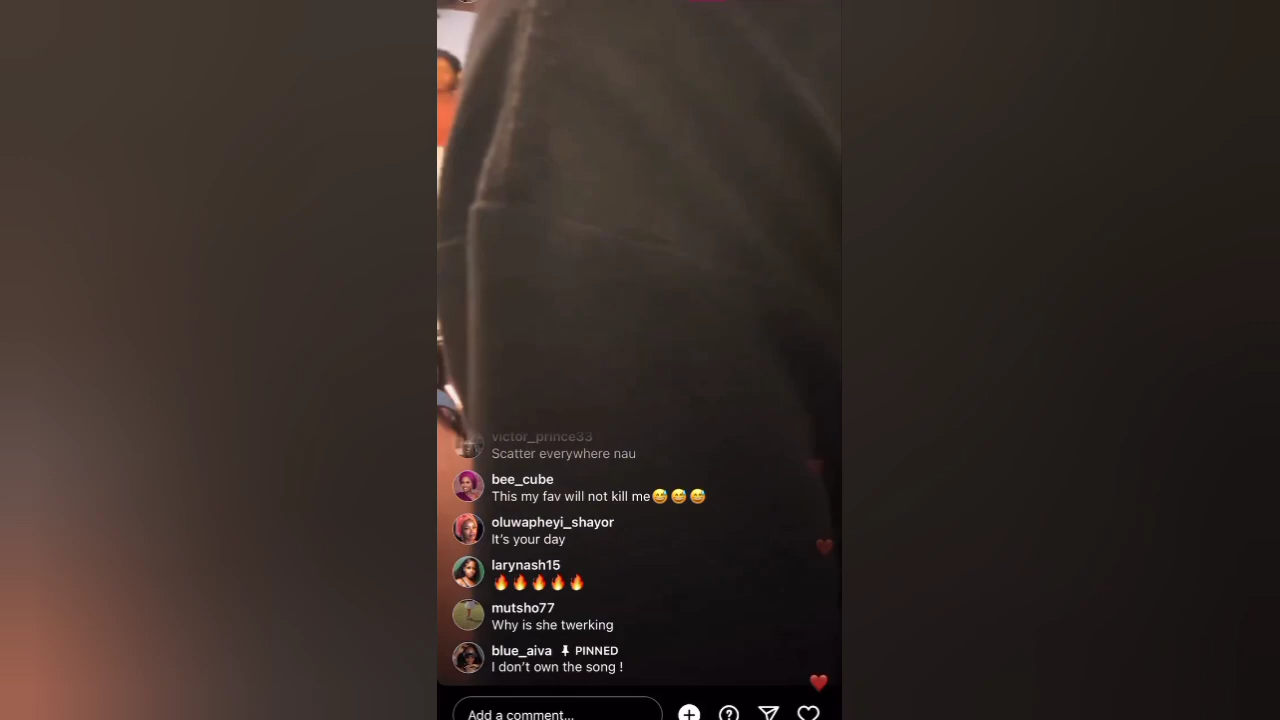 victor_prince33
Scatter everywhere nau
bee_cube
This my fav will not kill me😅😅😅
oluwapheyi_shayor
It’s your day
larynash15
🔥🔥🔥🔥🔥
mutsho77
Why is she twerking
blue_aiva PINNED
I don’t own the song !
Add a comment...